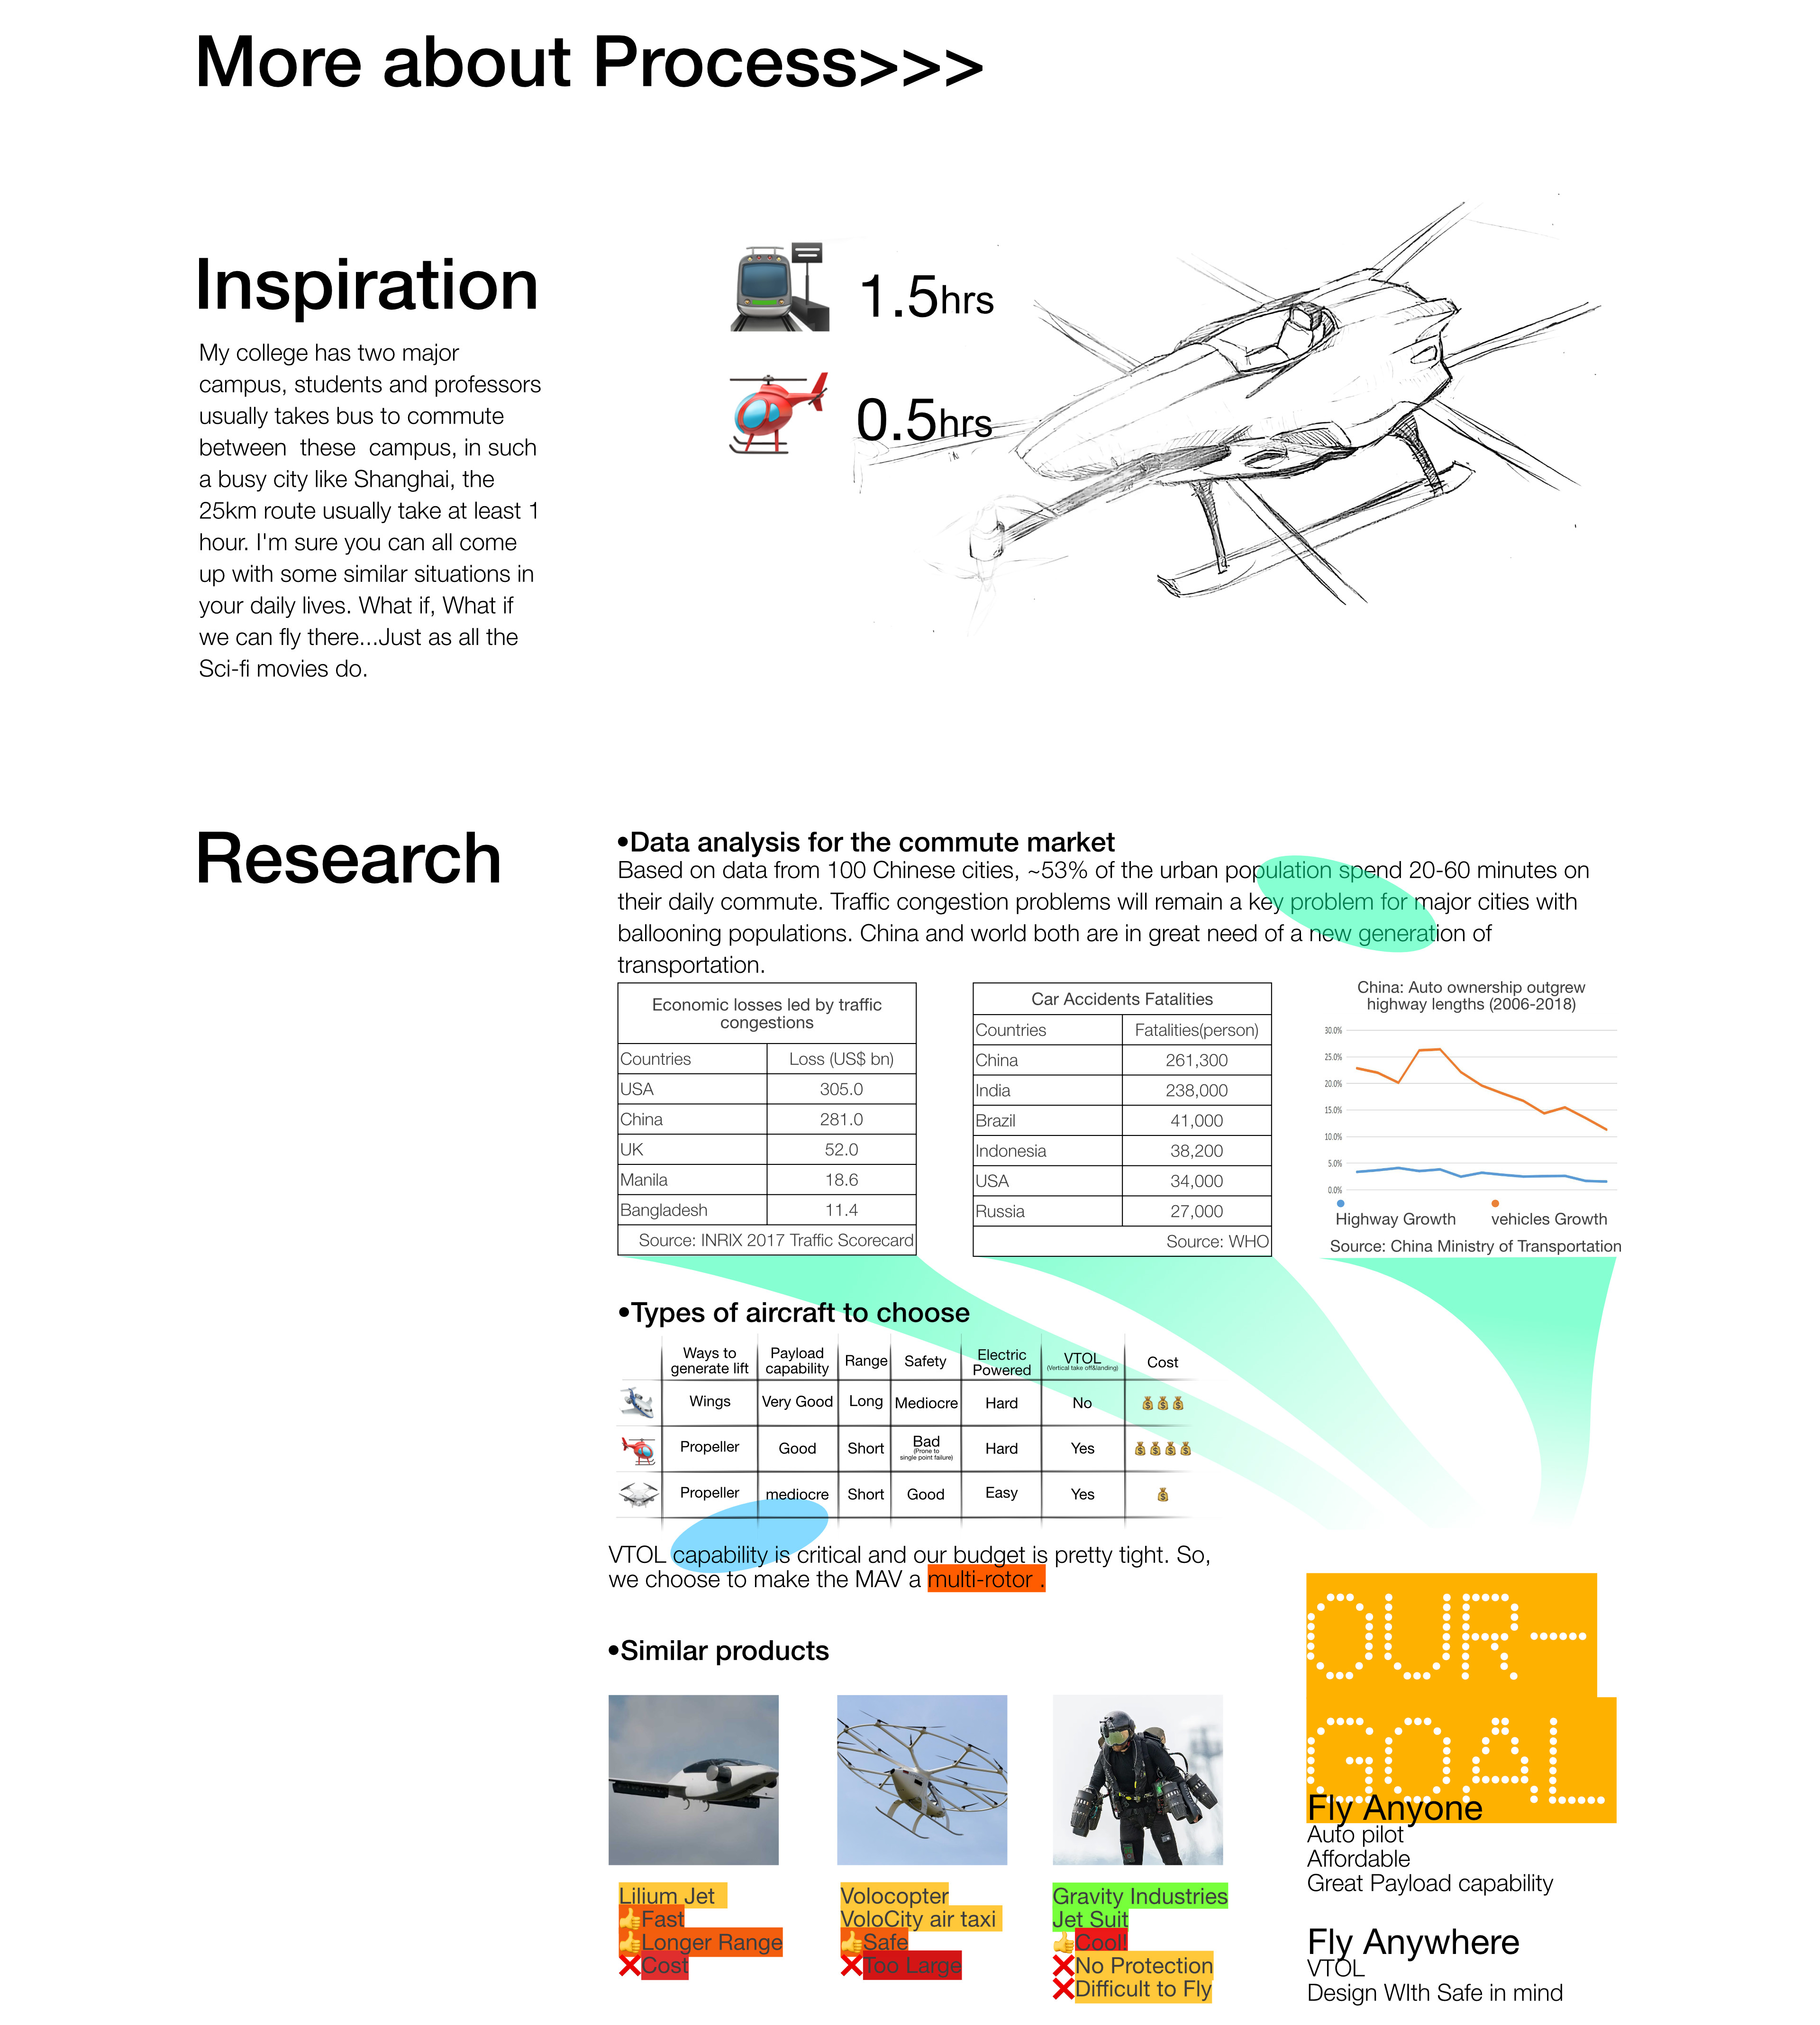 More about Process>>>
Inspiration
My college has two major
campus, students and professors
usually takes bus to commute
between these campus, in such
a busy city like Shanghai, the
25km route usually take at least 1
hour. I'm sure you can all come
up with some similar situations in
your daily lives. What if, What if
we can fly there...Just as all the
Sci-fi movies do.
1.5hrs
0.5hrs
Research
•Data analysis for the commute market
Based on data from 100 Chinese cities, ~53% of the urban population spend 20-60 minutes on
their daily commute. Traffic congestion problems will remain a key problem for major cities with
ballooning populations. China and world both are in great need of a new generation of
transportation.
Economic losses led by traffic
congestions
Countries Loss (US$ bn)
USA 305.0
China 281.0
UK 52.0
Manila 18.6
Bangladesh 11.4
Source: INRIX 2017 Traffic Scorecard
Car Accidents Fatalities
Countries Fatalities(person)
China 261,300
India 238,000
Brazil 41,000
Indonesia 38,200
USA 34,000
Russia 27,000
Source: WHO
China: Auto ownership outgrew
highway lengths (2006-2018)
30.0%
25.0%
20.0%
15.0%
10.0%
5.0%
0.0%
Highway Growth vehicles Growth
Source: China Ministry of Transportation
•Types of aircraft to choose
Ways to generate lift Payload capability Range Safety Electric Powered VTOL (Vertical take off&landing) Cost
Wings Very Good Long Mediocre Hard No
Propeller Good Short Bad (Prone to single point failure) Hard Yes
Propeller mediocre Short Good Easy Yes
VTOL capability is critical and our budget is pretty tight. So,
we choose to make the MAV a multi-rotor .
•Similar products
Lilium Jet
Fast
Longer Range
Cost
Volocopter
VoloCity air taxi
Safe
Too Large
Gravity Industries
Jet Suit
Cool!
No Protection
Difficult to Fly
OUR-
GOAL
Fly Anyone
Auto pilot
Affordable
Great Payload capability
Fly Anywhere
VTOL
Design WIth Safe in mind